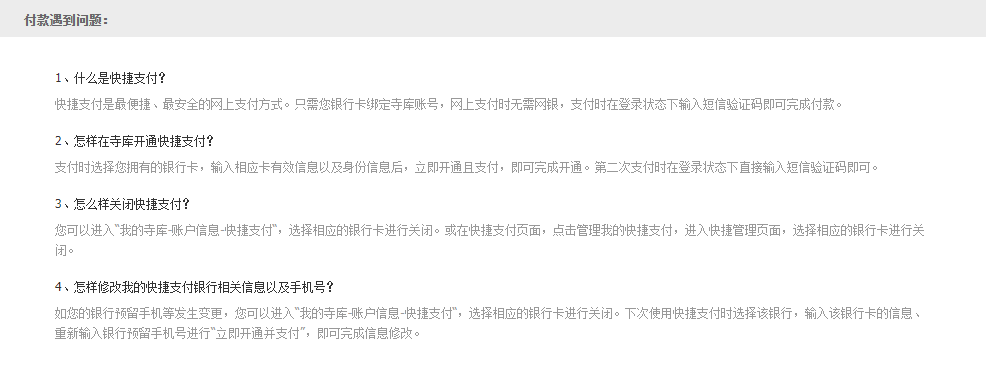 付款遇到问题：
1、什么是快捷支付？
快捷支付是最便捷、最安全的网上支付方式。只需您银行卡绑定寺库账号，网上支付时无需网银，支付时在登录状态下输入短信验证码即可完成付款。
2、怎样在寺库开通快捷支付？
支付时选择您拥有的银行卡，输入相应卡有效信息以及身份信息后，立即开通且支付，即可完成开通。第二次支付时在登录状态下直接输入短信验证码即可。
3、怎么样关闭快捷支付？
您可以进入“我的寺库-账户信息-快捷支付“，选择相应的银行卡进行关闭。或在快捷支付页面，点击管理我的快捷支付，进入快捷管理页面，选择相应的银行卡进行关
闭。
4、怎样修改我的快捷支付银行相关信息以及手机号？
如您的银行预留手机等发生变更，您可以进入“我的寺库-账户信息-快捷支付“，选择相应的银行卡进行关闭。下次使用快捷支付时选择该银行，输入该银行卡的信息、
重新输入银行预留手机号进行“立即开通并支付”，即可完成信息修改。